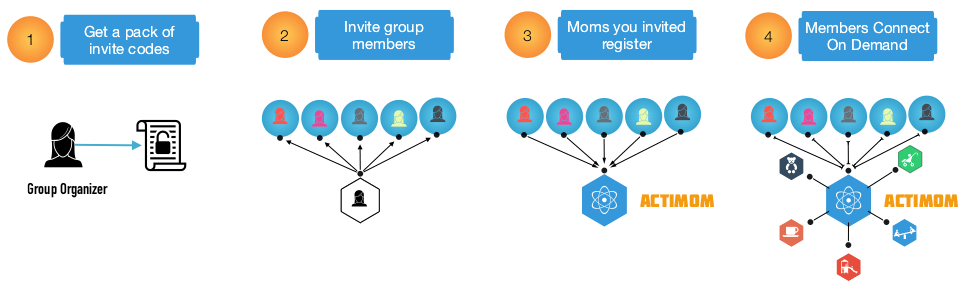 1
Get a pack of
invite codes
2
Invite group
members
3
Moms you invited
register
4
Members Connect
On Demand
Group Organizer
ACTIMOM
ACTIMOM